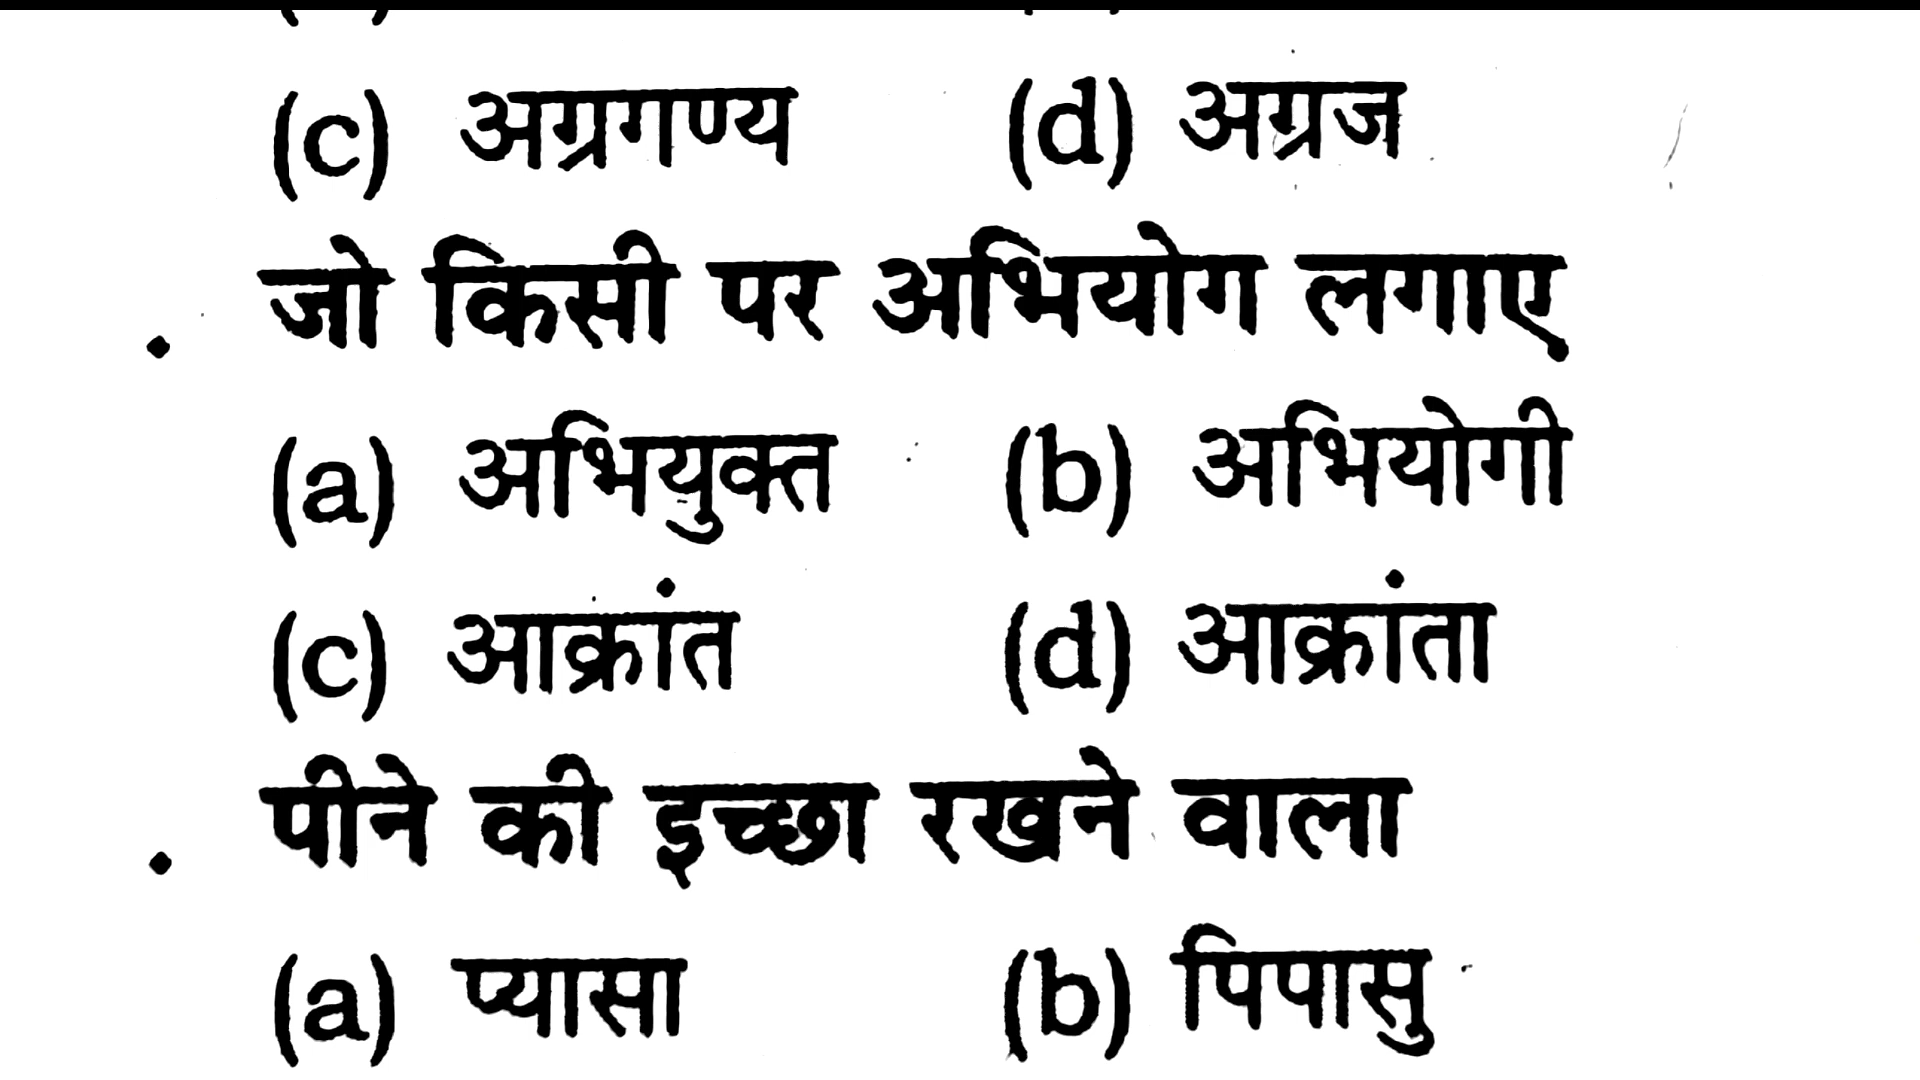 (c) अग्रगण्य (d) अग्रज
जो किसी पर अभियोग लगाए
(a) अभियुक्त (b) अभियोगी
(c) आक्रांत (d) आक्रांता
पीने की इच्छा रखने वाला
(a) प्यासा (b) पिपासु